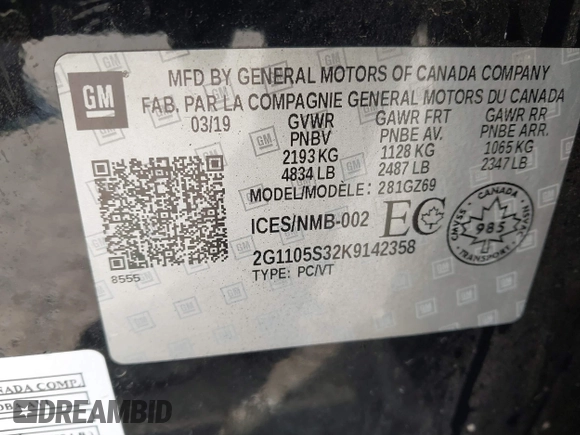 GM
MFD BY GENERAL MOTORS OF CANADA COMPANY
FAB. PAR LA COMPAGNIE GENERAL MOTORS DU CANADA
03/19 GVWR GAWR FRT GAWR RR
PNBV PNBE AV. PNBE ARR.
2193 KG 1128 KG 1065 KG
4834 LB 2487 LB 2347 LB
MODEL/MODÈLE: 281GZ69
ICES/NMB-002 EC
CANADA
985
2G1105S32K9142358
TYPE: PC/VT
8555
NADA COMP.
DREAMBID